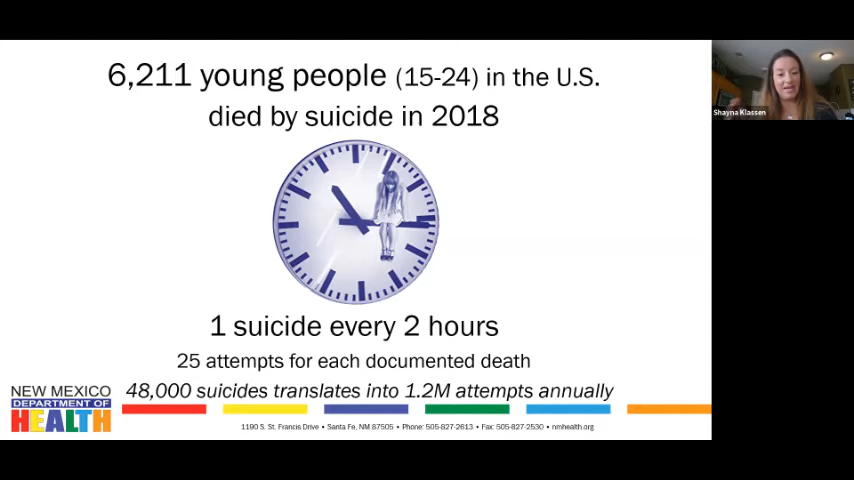 6,211 young people (15-24) in the U.S.
died by suicide in 2018
Shayna Klassen
1 suicide every 2 hours
25 attempts for each documented death
48,000 suicides translates into 1.2M attempts annually
NEW MEXICO
DEPARTMENT OF
HEALTH
1190 S. St. Francis Drive • Santa Fe, NM 87505 • Phone: 505-827-2613 • Fax: 505-827-2530 • nmhealth.org